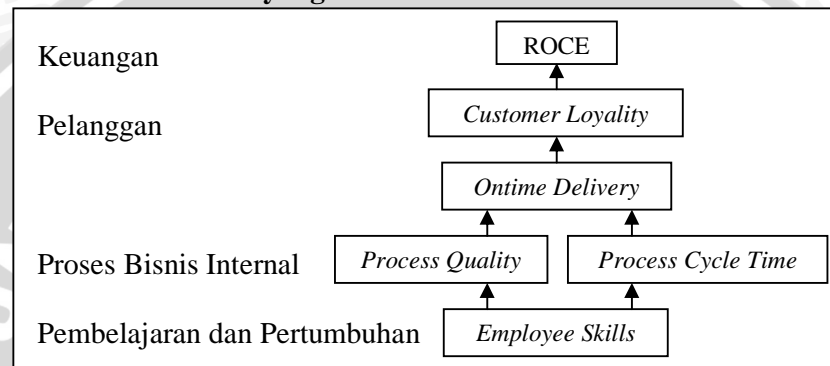 Keuangan
ROCE
Pelanggan
Customer Loyality
Ontime Delivery
Proses Bisnis Internal
Process Quality
Process Cycle Time
Pembelajaran dan Pertumbuhan
Employee Skills